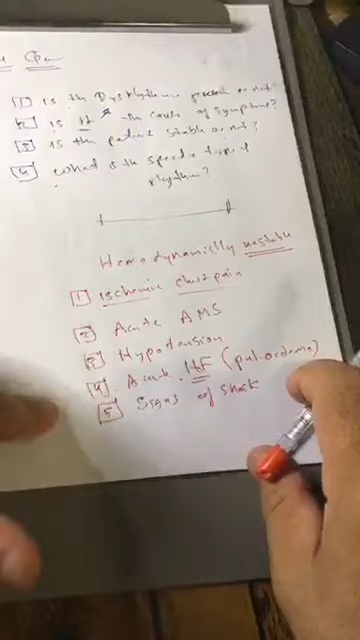 1 Is the Dysrhythmia present or not?
2 is it the cause of symptoms?
3 is the patient stable or not?
4 what is the speed & type of
rhythm?
Hemodynamically unstable
1 Ischemic chest pain
2 Acute AMS
3 Hypotension
4 Acute HF (pul. oedema)
5 Signs of shock